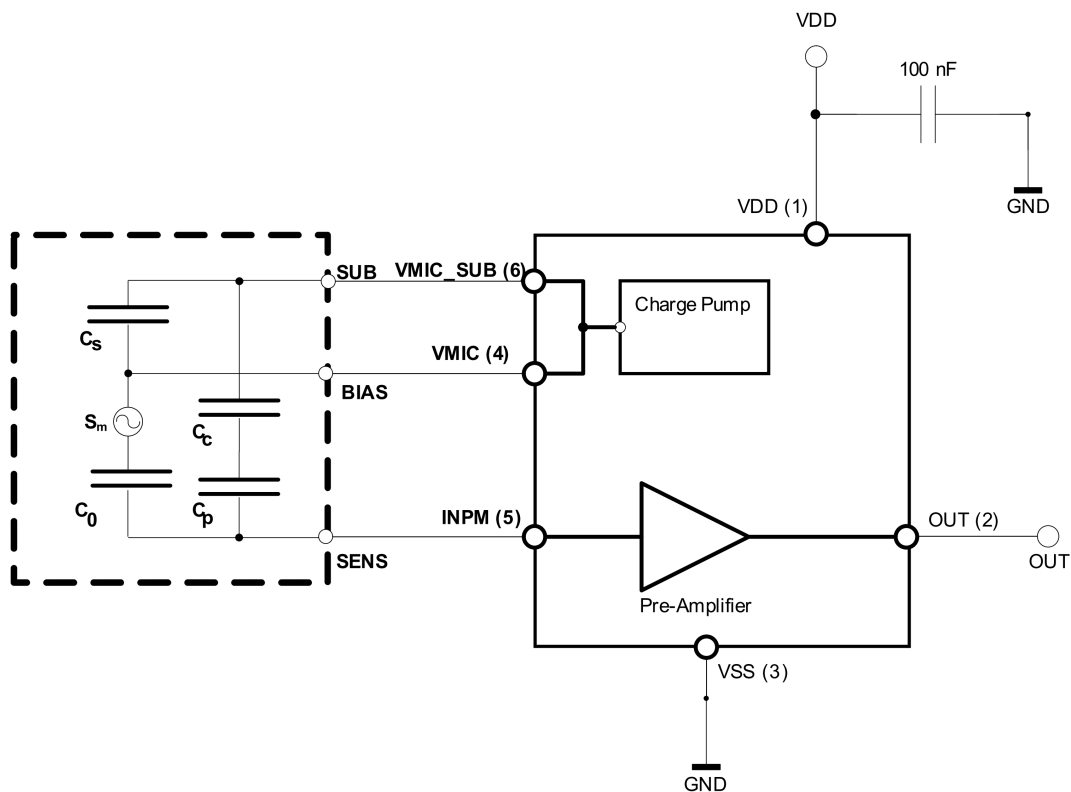 VDD
100 nF
VDD (1)
GND
SUB
VMIC_SUB (6)
Charge Pump
Cs
VMIC (4)
BIAS
Sm
Cc
C0
Cp
INPM (5)
OUT (2)
SENS
OUT
Pre-Amplifier
VSS (3)
GND